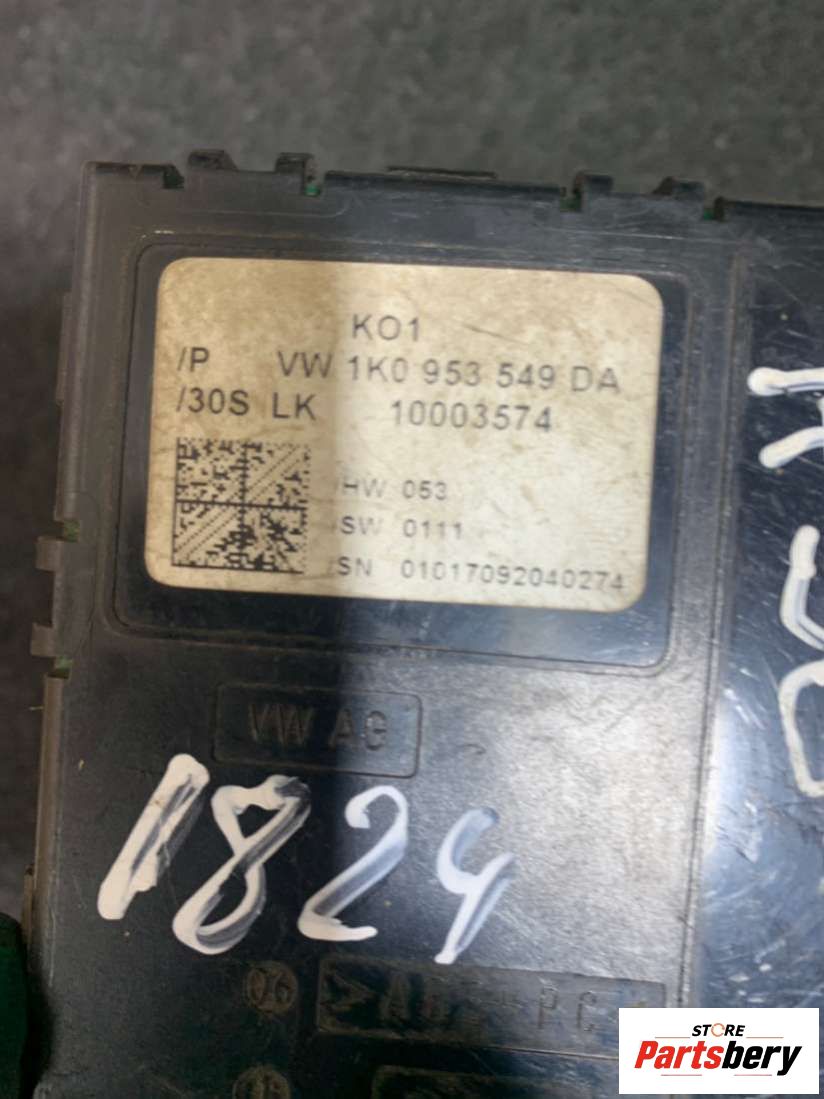 KO1
/P VW 1K0 953 549 DA
/30S LK 10003574
/HW 053
/SW 0111
/SN 01017092040274
VW AG
1824
06
STORE
Partsbery